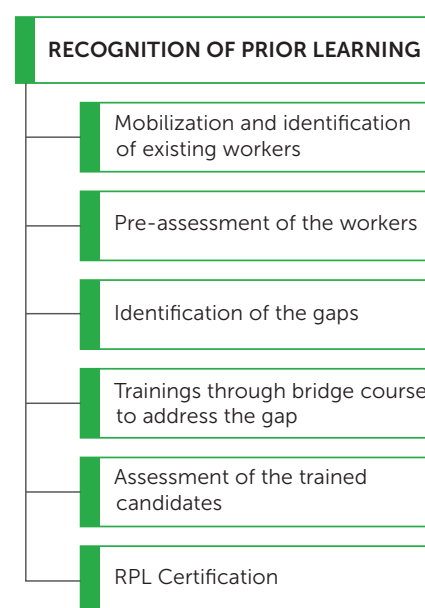 RECOGNITION OF PRIOR LEARNING
Mobilization and identification
of existing workers
Pre-assessment of the workers
Identification of the gaps
Trainings through bridge course
to address the gap
Assessment of the trained
candidates
RPL Certification